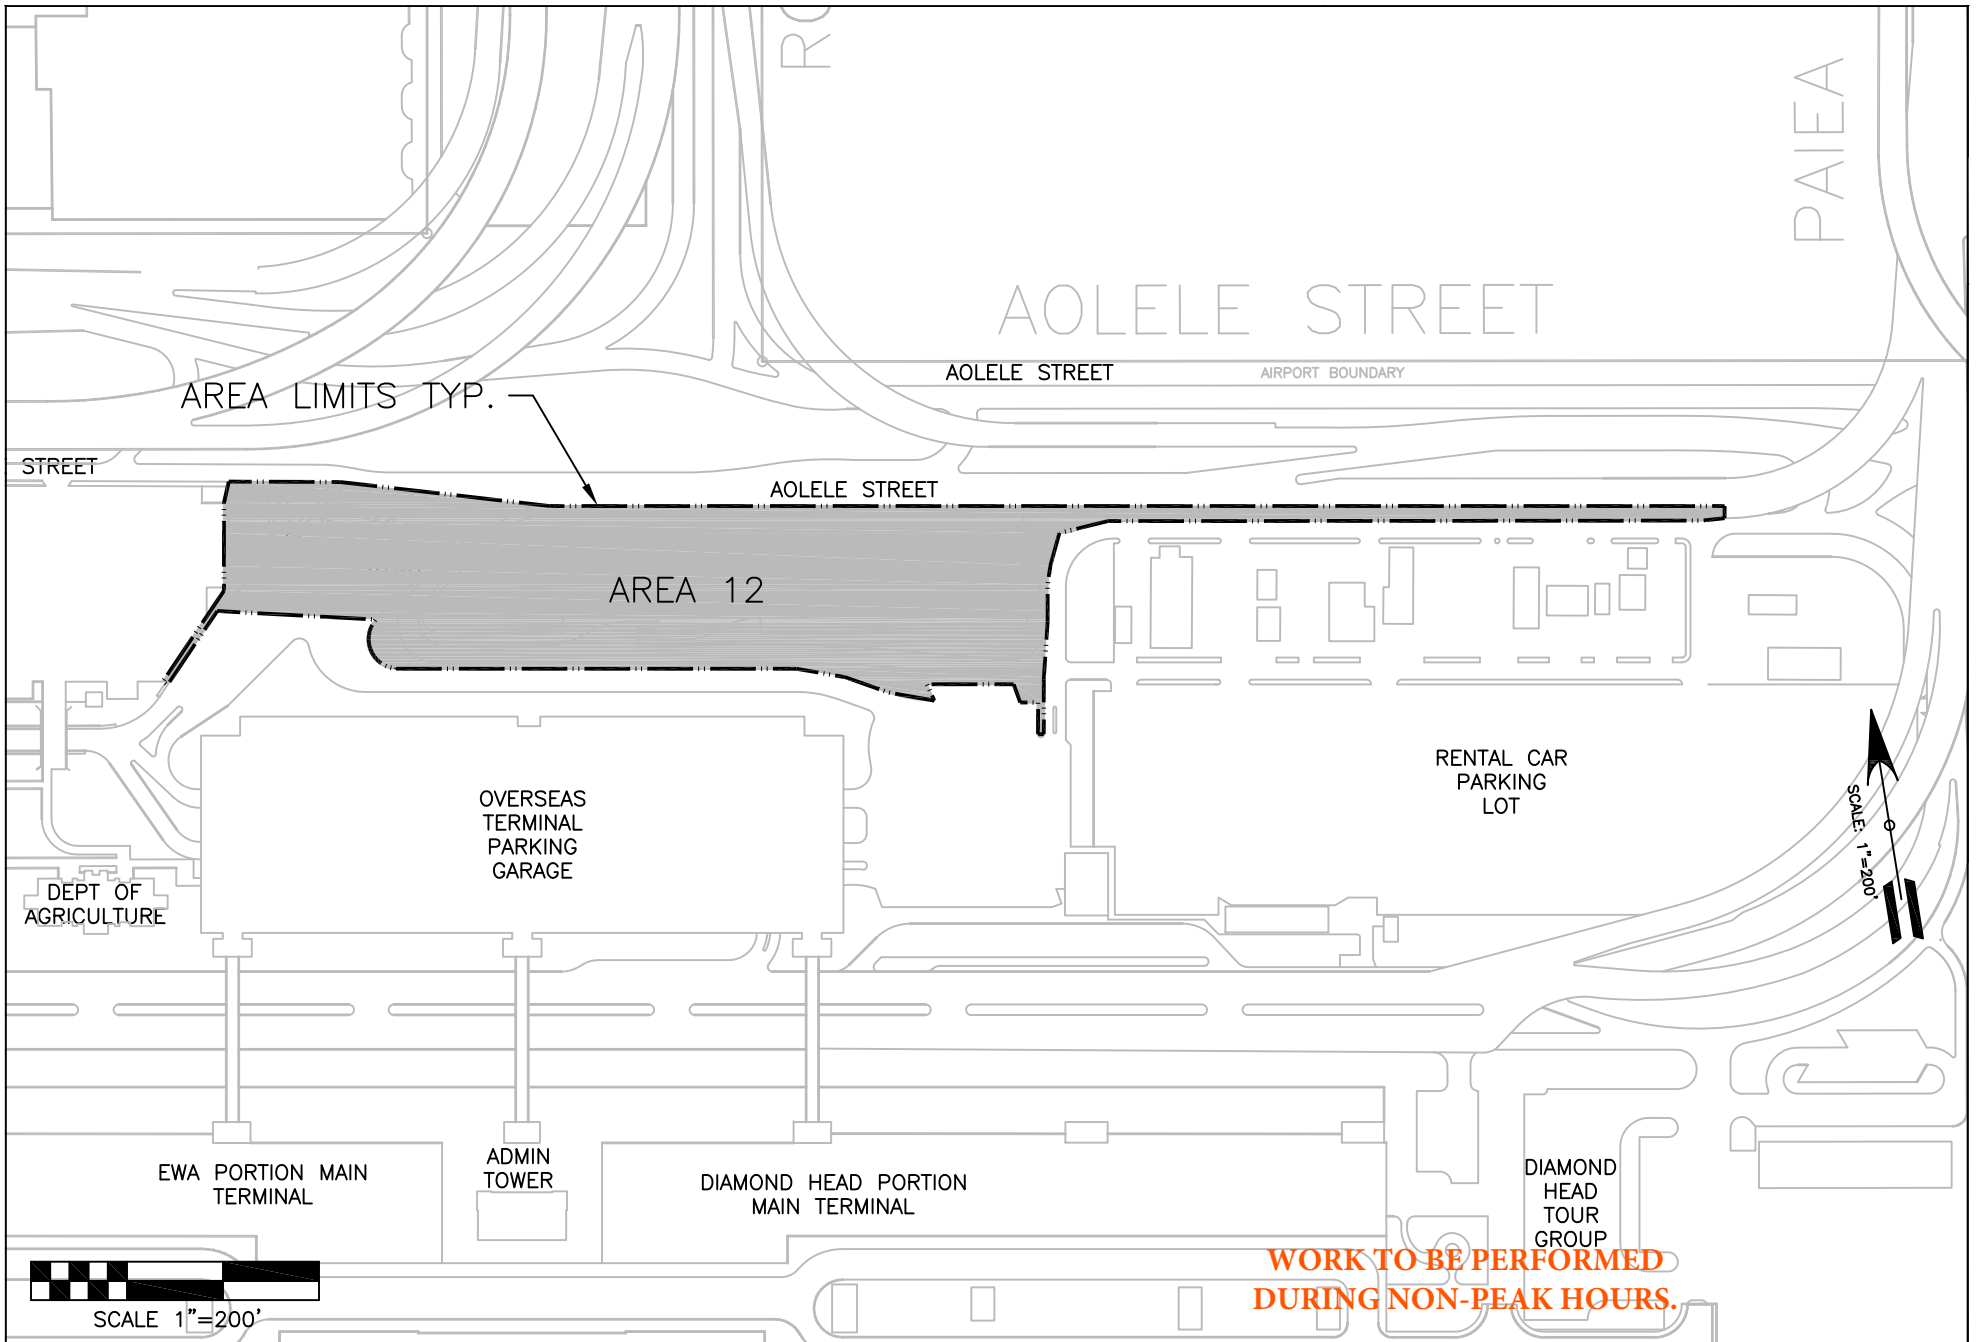 PAIEA
AOLELE STREET
AOLELE STREET
AIRPORT BOUNDARY
AREA LIMITS TYP.
STREET
AOLELE STREET
AREA 12
RENTAL CAR
PARKING
LOT
SCALE: 1"=200'
OVERSEAS
TERMINAL
PARKING
GARAGE
DEPT OF
AGRICULTURE
EWA PORTION MAIN
TERMINAL
ADMIN
TOWER
DIAMOND HEAD PORTION
MAIN TERMINAL
DIAMOND
HEAD
TOUR
GROUP
WORK TO BE PERFORMED
DURING NON-PEAK HOURS.
SCALE 1"=200'